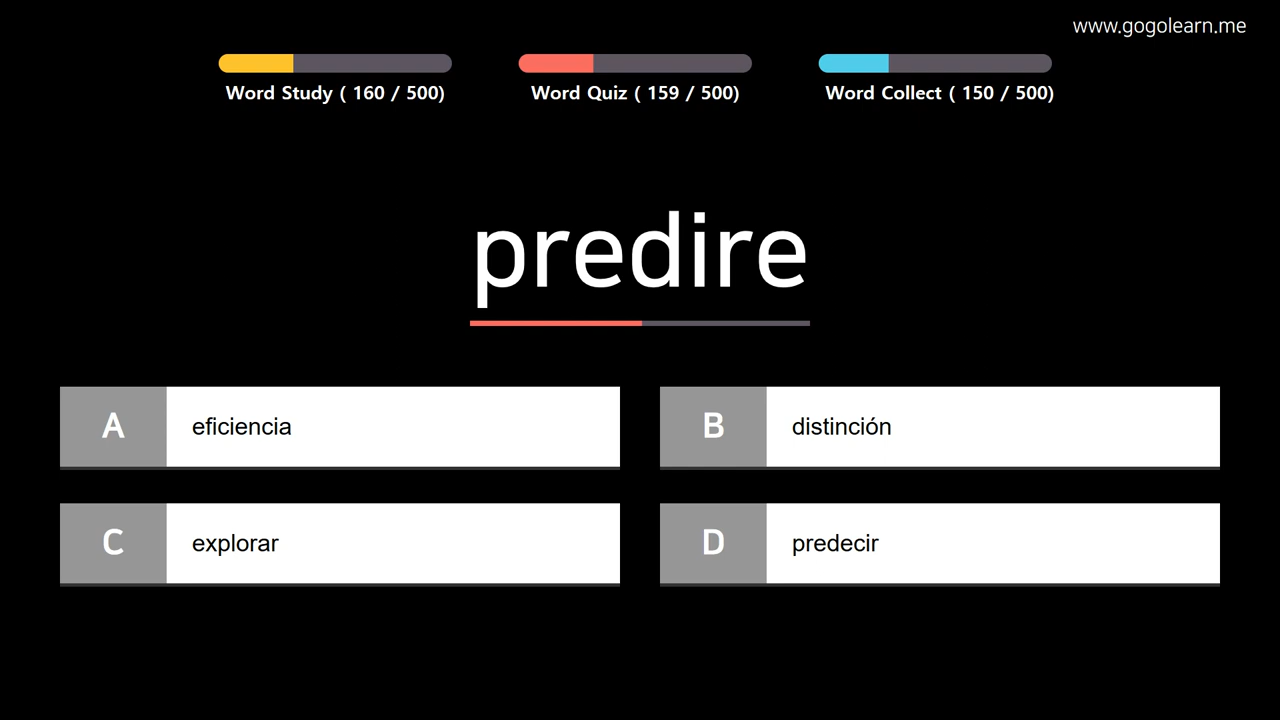 www.gogolearn.me
Word Study ( 160 / 500)
Word Quiz ( 159 / 500)
Word Collect ( 150 / 500)
predire
A
eficiencia
B
distinción
C
explorar
D
predecir